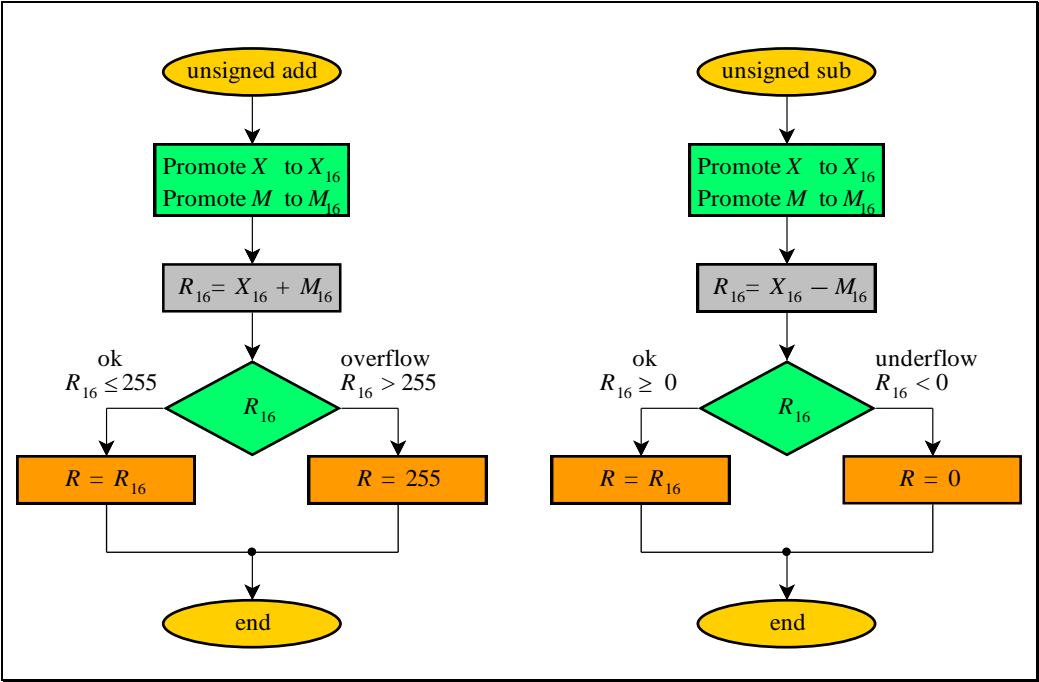 unsigned add
Promote X to X₁₆
Promote M to M₁₆
R₁₆= X₁₆ + M₁₆
ok
R₁₆ ≤ 255
overflow
R₁₆ > 255
R₁₆
R = R₁₆
R = 255
end
unsigned sub
Promote X to X₁₆
Promote M to M₁₆
R₁₆= X₁₆ − M₁₆
ok
R₁₆ ≥ 0
underflow
R₁₆ < 0
R₁₆
R = R₁₆
R = 0
end